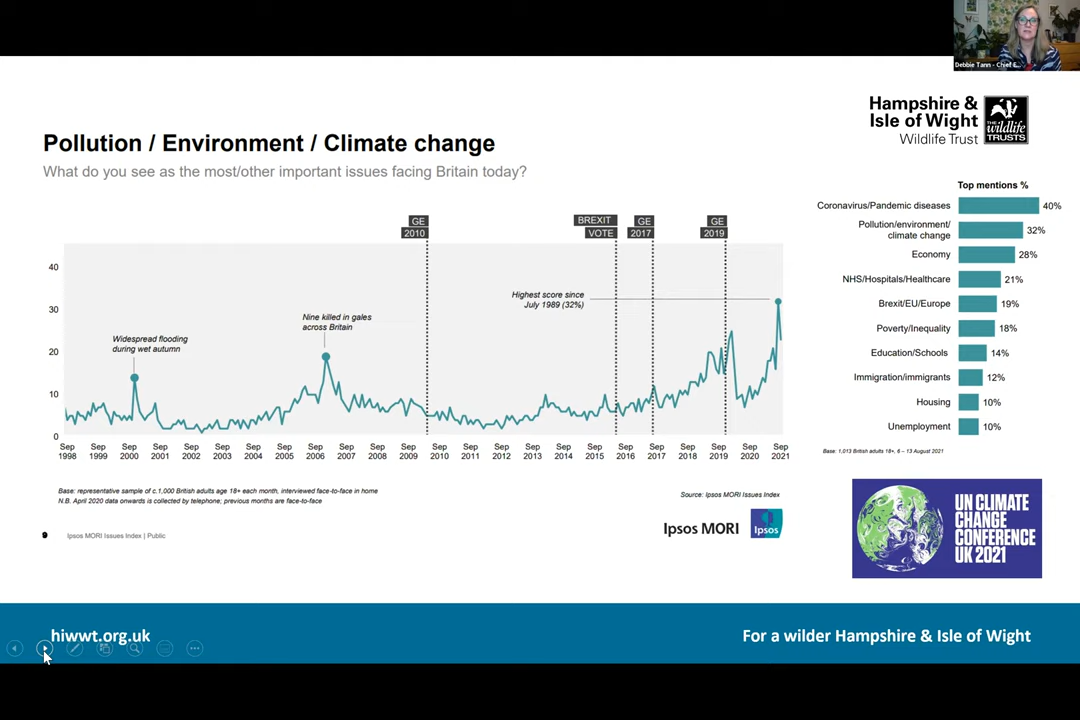 Debbie Tann - Chief E...
Hampshire &
Isle of Wight
Wildlife Trust
THE
wildlife
TRUSTS
Pollution / Environment / Climate change
What do you see as the most/other important issues facing Britain today?
GE
2010
BREXIT
VOTE
GE
2017
GE
2019
40
30
20
10
0
Widespread flooding
during wet autumn
Nine killed in gales
across Britain
Highest score since
July 1989 (32%)
Sep Sep Sep Sep Sep Sep Sep Sep Sep Sep Sep Sep Sep Sep Sep Sep Sep Sep Sep Sep Sep Sep Sep Sep
1998 1999 2000 2001 2002 2003 2004 2005 2006 2007 2008 2009 2010 2011 2012 2013 2014 2015 2016 2017 2018 2019 2020 2021
Top mentions %
Coronavirus/Pandemic diseases 40%
Pollution/environment/
climate change 32%
Economy 28%
NHS/Hospitals/Healthcare 21%
Brexit/EU/Europe 19%
Poverty/Inequality 18%
Education/Schools 14%
Immigration/immigrants 12%
Housing 10%
Unemployment 10%
Base: 1,013 British adults 18+, 6 – 13 August 2021
Base: representative sample of c.1,000 British adults age 18+ each month, interviewed face-to-face in home
N.B. April 2020 data onwards is collected by telephone; previous months are face-to-face
Source: Ipsos MORI Issues Index
Ipsos MORI
Ipsos
9
Ipsos MORI Issues Index | Public
UN CLIMATE
CHANGE
CONFERENCE
UK 2021
hiwwt.org.uk
For a wilder Hampshire & Isle of Wight